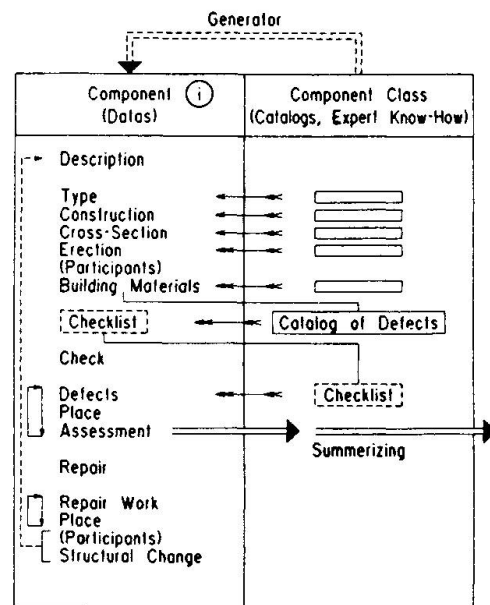 Generator
Component i
(Datas)
Component Class
(Catalogs, Expert Know-How)
Description
Type
Construction
Cross-Section
Erection
(Participants)
Building Materials
Checklist
Catalog of Defects
Check
Defects
Checklist
Place
Assessment
Summerizing
Repair
Repair Work
Place
(Participants)
Structural Change